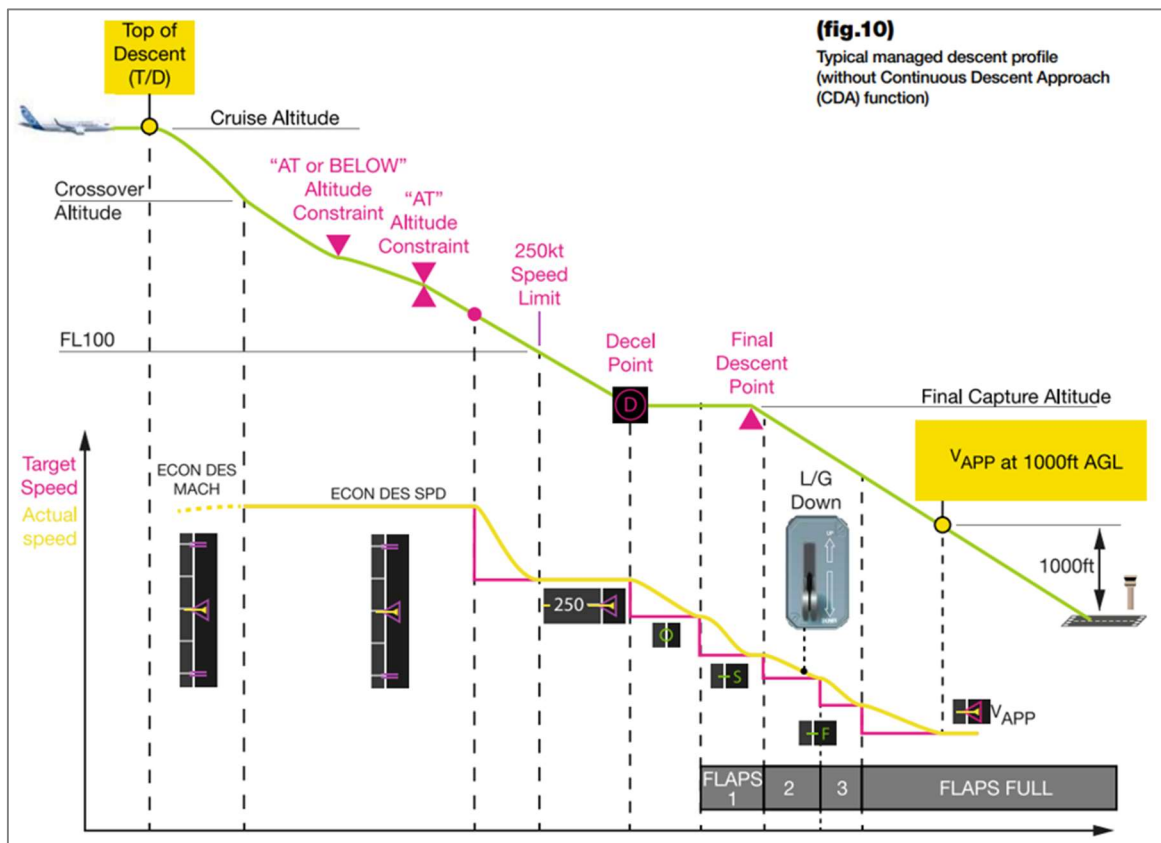 (fig.10)
Typical managed descent profile
(without Continuous Descent Approach
(CDA) function)
Top of
Descent
(T/D)
Cruise Altitude
Crossover
Altitude
“AT or BELOW”
Altitude
Constraint
“AT”
Altitude
Constraint
250kt
Speed
Limit
FL100
Decel
Point
D
Final
Descent
Point
Final Capture Altitude
VAPP at 1000ft AGL
1000ft
L/G
Down
UP
DOWN
Target
Speed
Actual
speed
ECON DES
MACH
ECON DES SPD
250
O
S
F
VAPP
FLAPS
1
2
3
FLAPS FULL